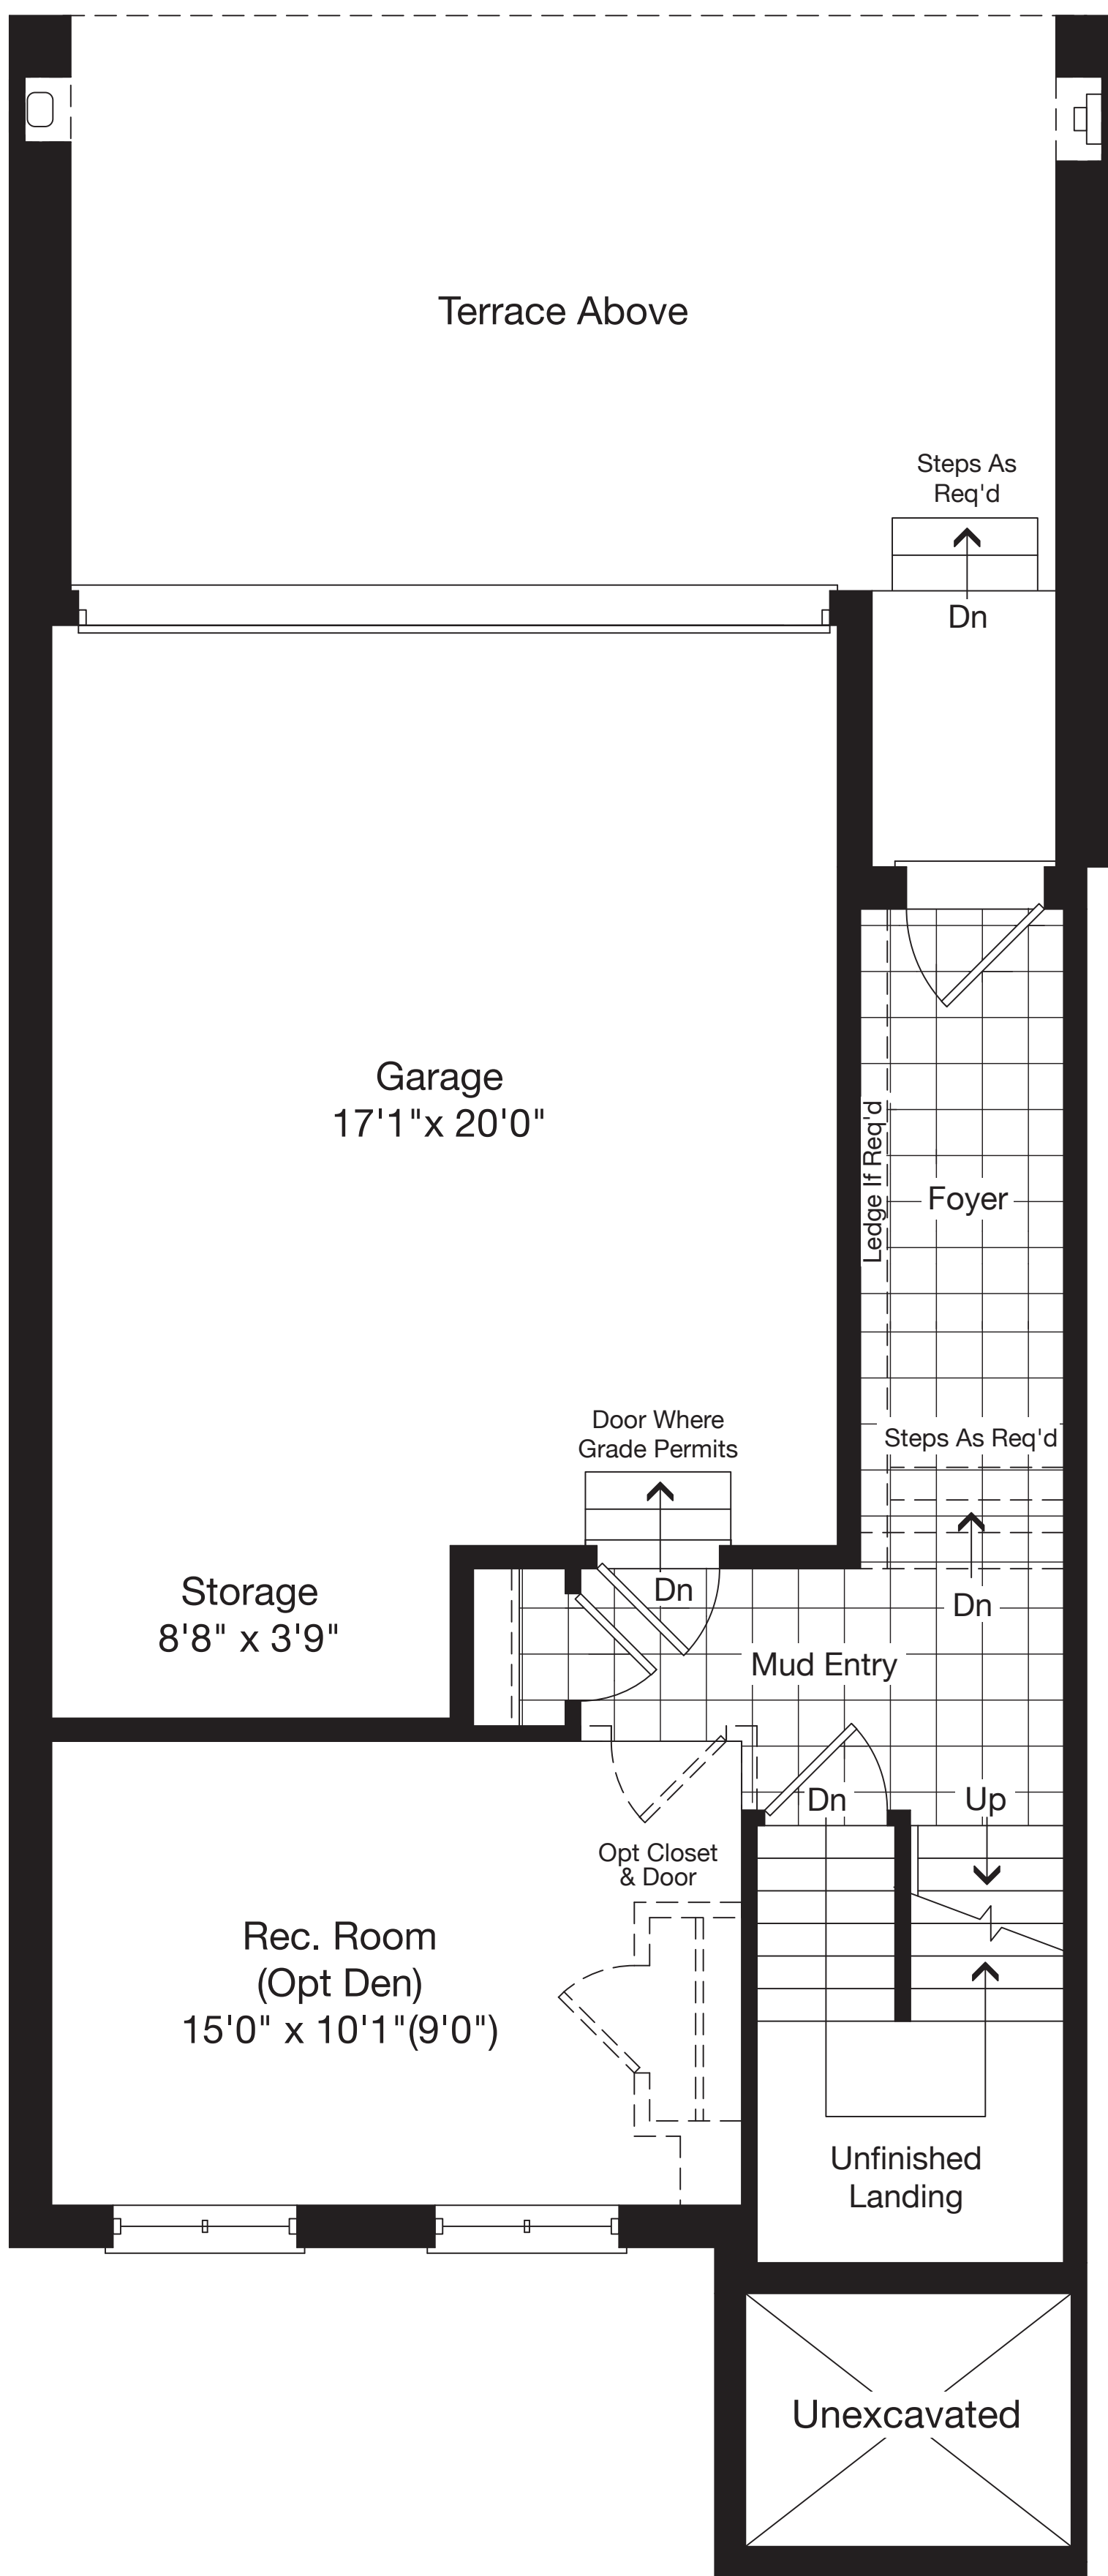 Terrace Above
Steps As
Req'd
Dn
Garage
17'1"x 20'0"
Ledge If Req'd
Foyer
Door Where
Grade Permits
Steps As Req'd
Storage
8'8" x 3'9"
Dn
Dn
Mud Entry
Dn
Up
Opt Closet
& Door
Rec. Room
(Opt Den)
15'0" x 10'1"(9'0")
Unfinished
Landing
Unexcavated